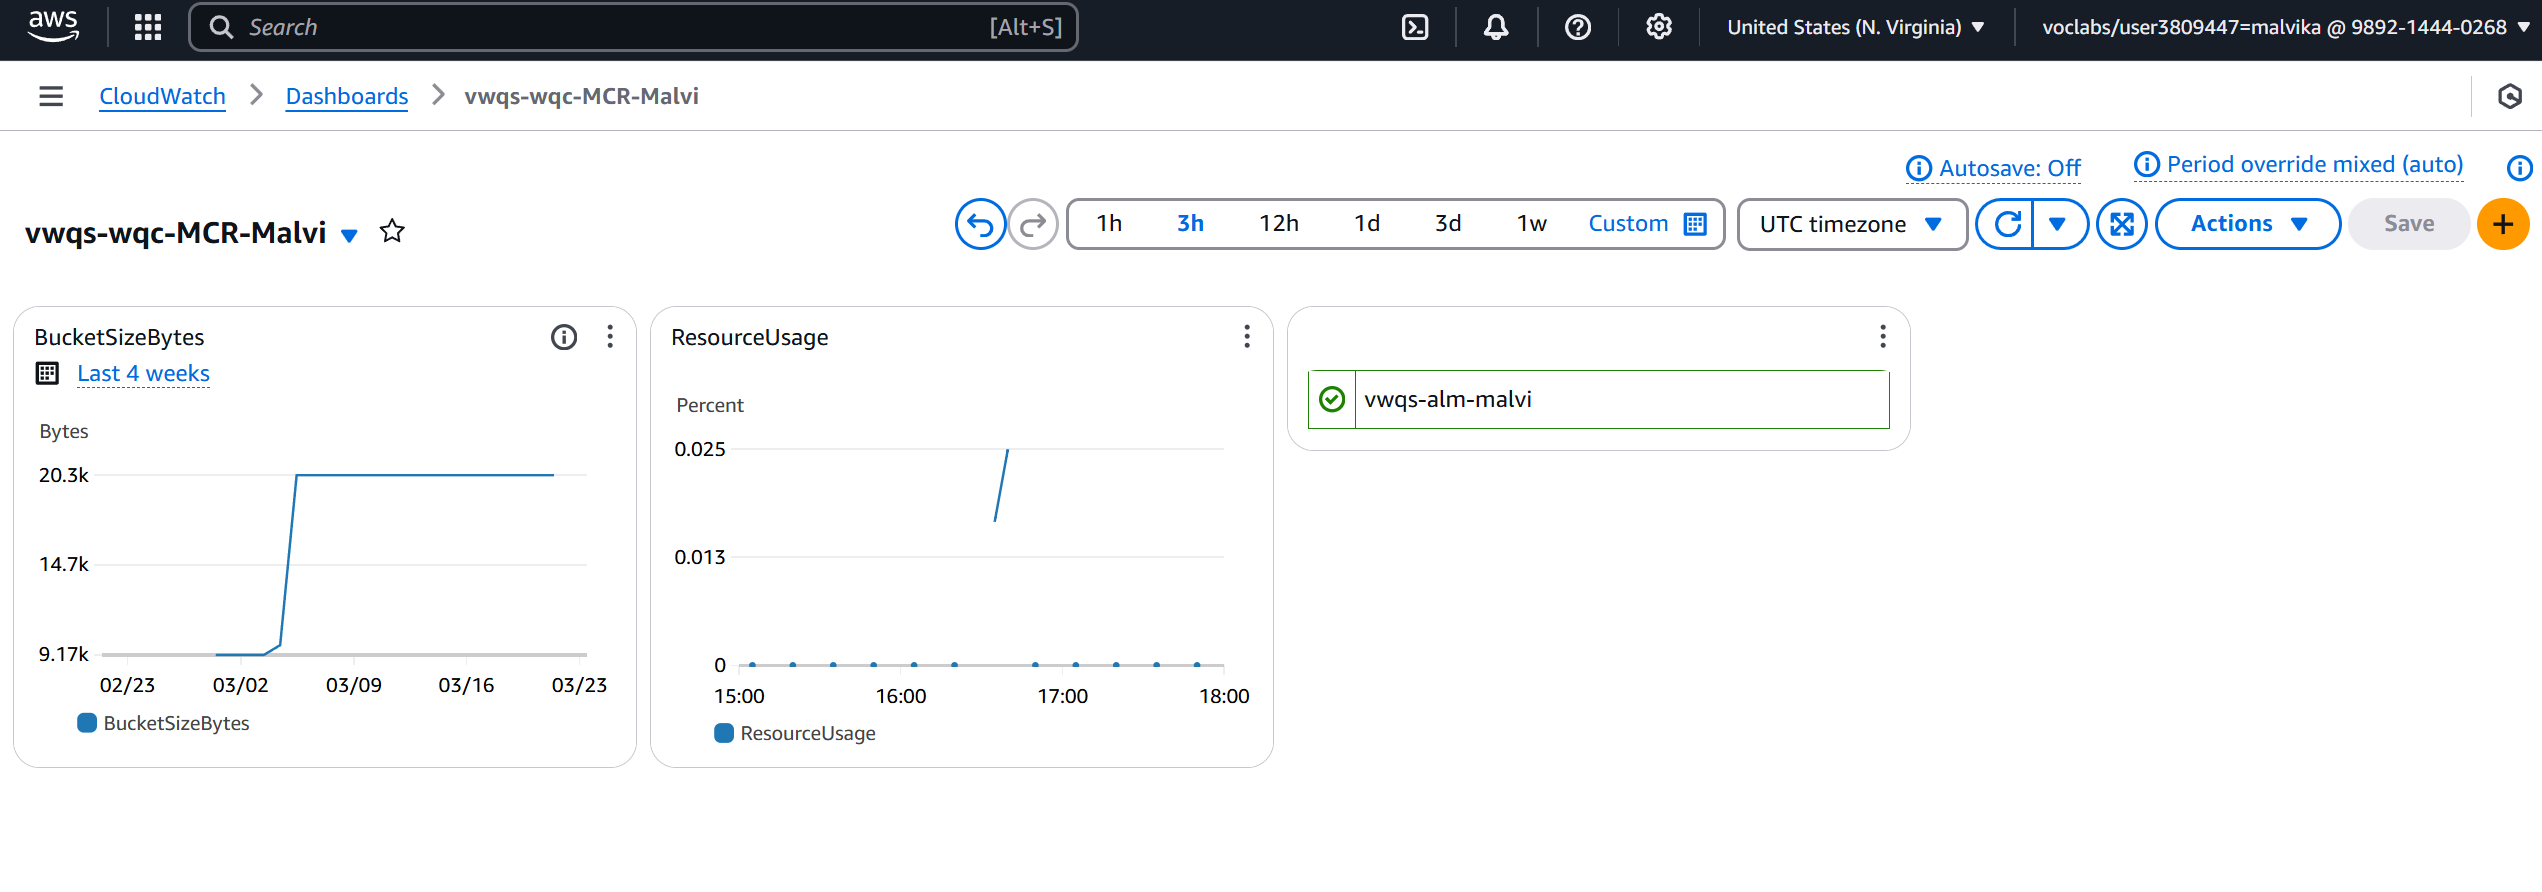 aws
Search [Alt+S]
United States (N. Virginia)
voclabs/user3809447=malvika @ 9892-1444-0268
CloudWatch
Dashboards
vwqs-wqc-MCR-Malvi
Autosave: Off
Period override mixed (auto)
vwqs-wqc-MCR-Malvi
1h 3h 12h 1d 3d 1w Custom
UTC timezone
Actions
Save
BucketSizeBytes
Last 4 weeks
Bytes
20.3k
14.7k
9.17k
02/23 03/02 03/09 03/16 03/23
BucketSizeBytes
ResourceUsage
Percent
0.025
0.013
0
15:00 16:00 17:00 18:00
ResourceUsage
vwqs-alm-malvi